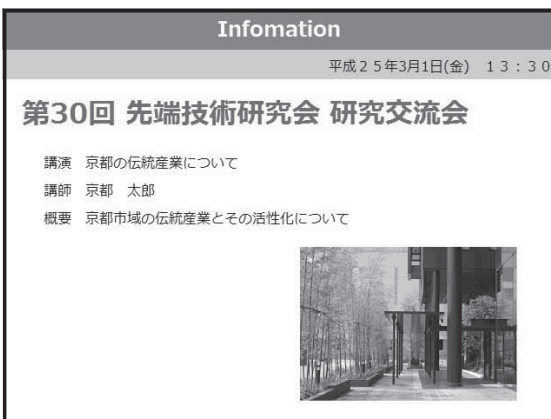 Infomation
平成２５年3月1日(金)　１３：３０
第30回 先端技術研究会 研究交流会
講演　京都の伝統産業について
講師　京都　太郎
概要　京都市域の伝統産業とその活性化について